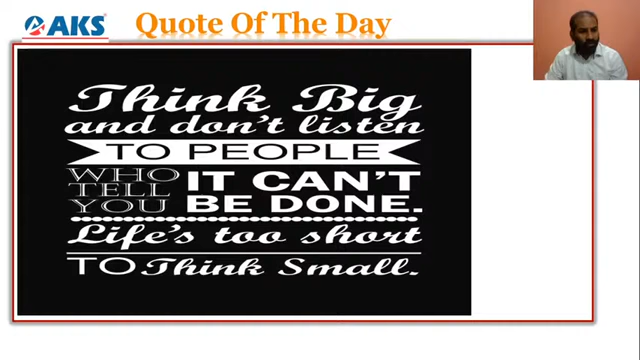 AKS
Quote Of The Day
Think Big
and don't listen
TO PEOPLE
WHO TELL YOU IT CAN'T BE DONE.
Life's too short
TO Think Small.